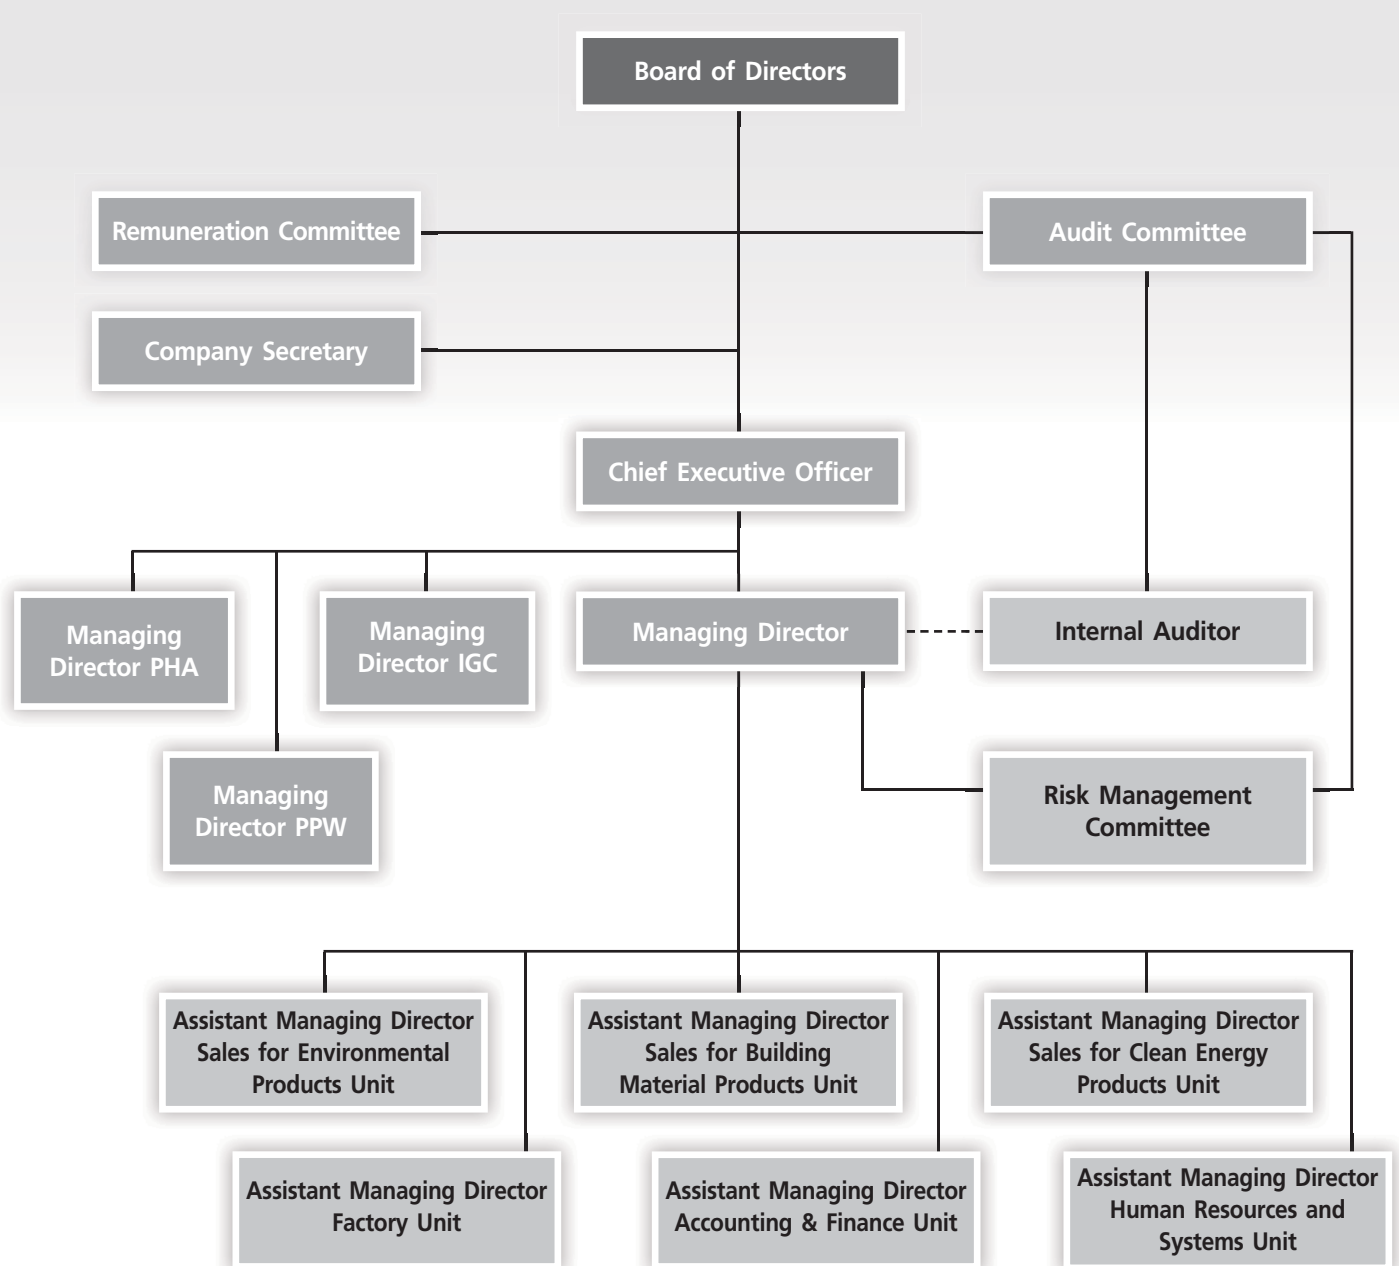 Board of Directors
Remuneration Committee
Audit Committee
Company Secretary
Chief Executive Officer
Managing
Director PHA
Managing
Director IGC
Managing Director
Internal Auditor
Managing
Director PPW
Risk Management
Committee
Assistant Managing Director
Sales for Environmental
Products Unit
Assistant Managing Director
Sales for Building
Material Products Unit
Assistant Managing Director
Sales for Clean Energy
Products Unit
Assistant Managing Director
Factory Unit
Assistant Managing Director
Accounting & Finance Unit
Assistant Managing Director
Human Resources and
Systems Unit